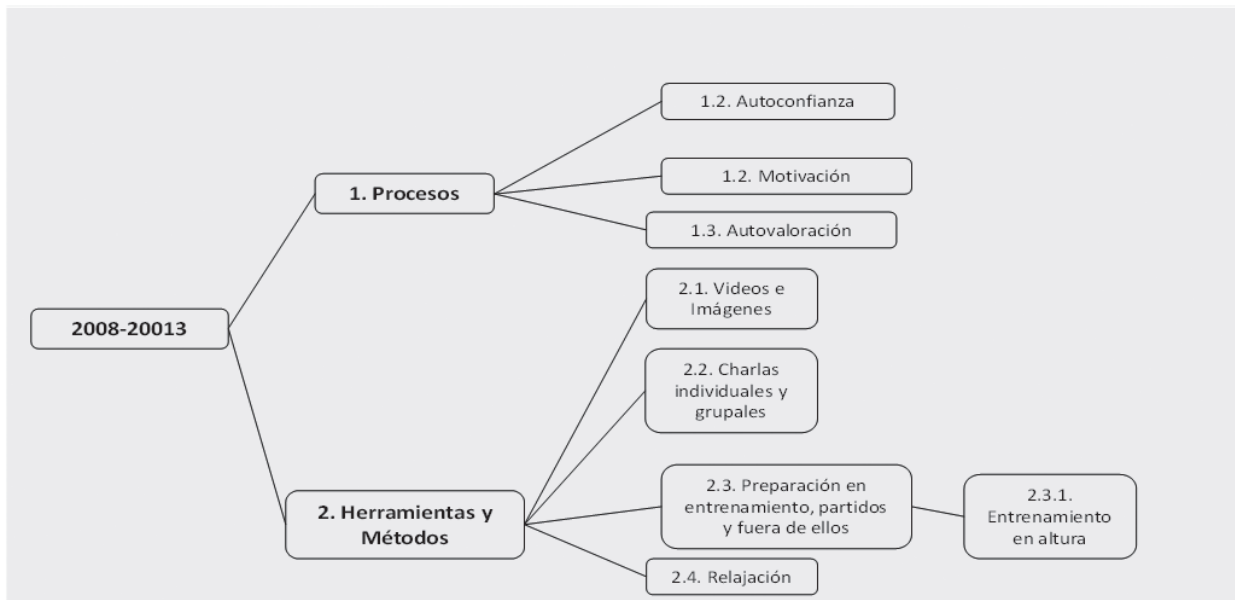 2008-20013
1. Procesos
1.2. Autoconfianza
1.2. Motivación
1.3. Autovaloración
2. Herramientas y
Métodos
2.1. Videos e
Imágenes
2.2. Charlas
individuales y
grupales
2.3. Preparación en
entrenamiento, partidos
y fuera de ellos
2.3.1.
Entrenamiento
en altura
2.4. Relajación